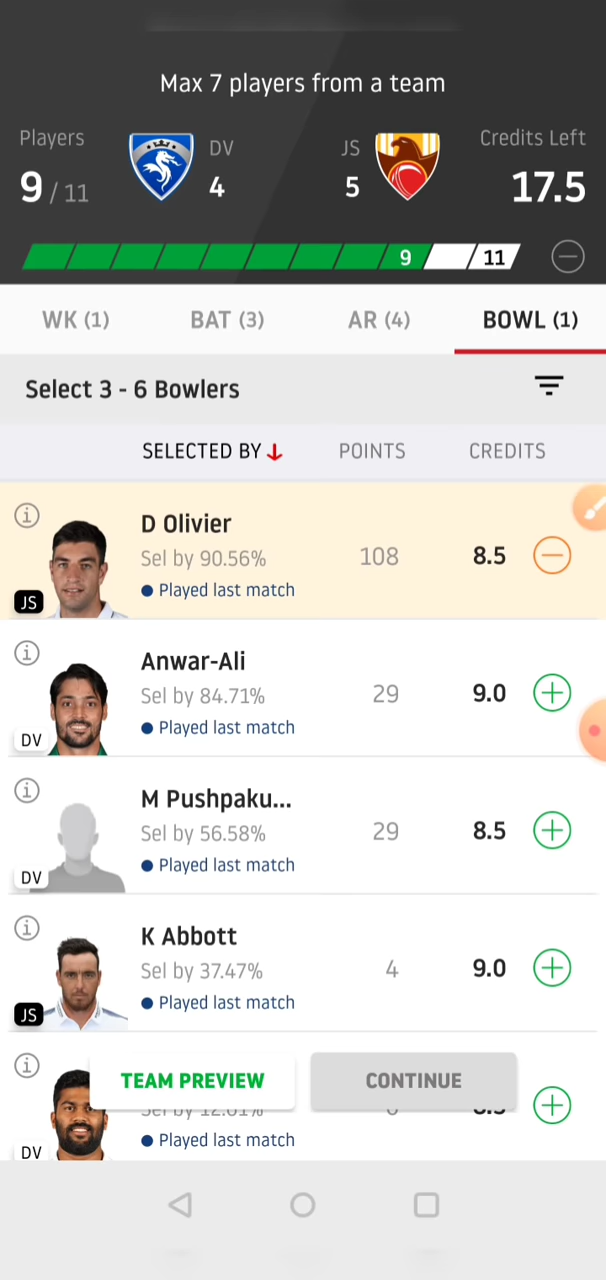 Max 7 players from a team
Players DV JS Credits Left
9 / 11 4 5 17.5
9 11
WK (1) BAT (3) AR (4) BOWL (1)
Select 3 - 6 Bowlers
SELECTED BY POINTS CREDITS
D Olivier
Sel by 90.56% 108 8.5
Played last match
JS
Anwar-Ali
Sel by 84.71% 29 9.0
Played last match
DV
M Pushpaku...
Sel by 56.58% 29 8.5
Played last match
DV
K Abbott
Sel by 37.47% 4 9.0
Played last match
JS
TEAM PREVIEW CONTINUE
Played last match
DV